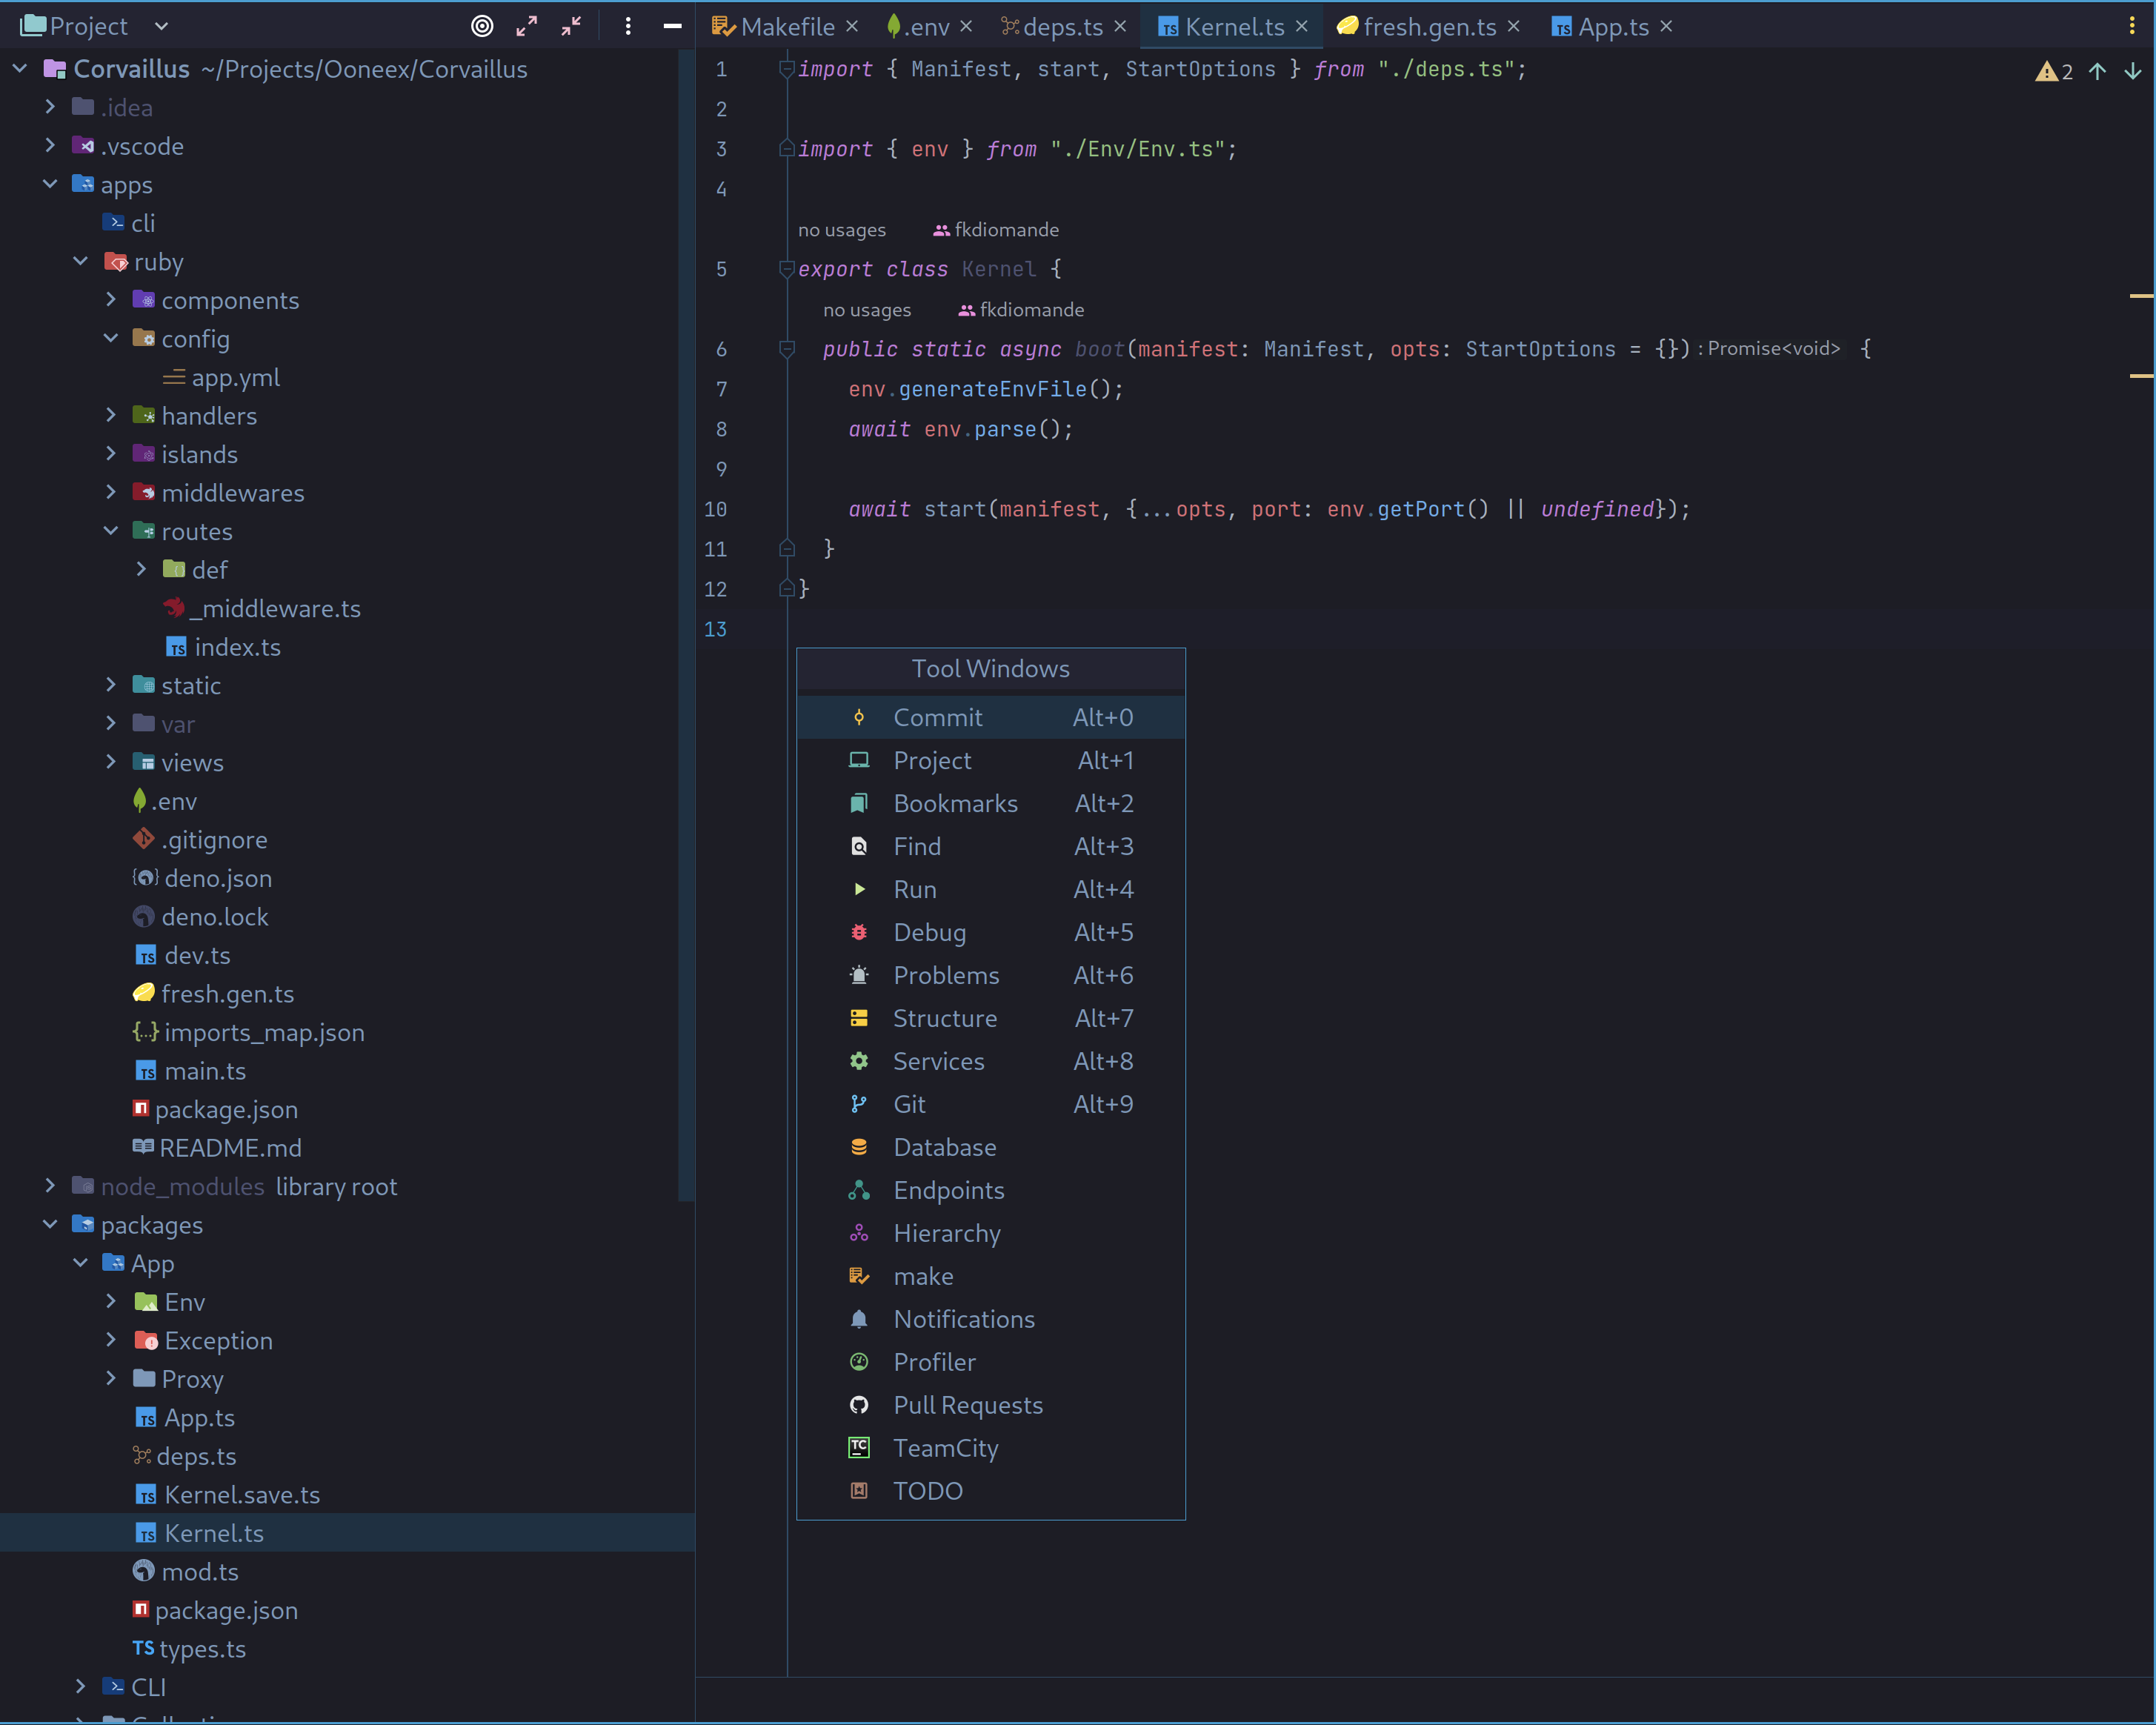 Project
Corvaillus ~/Projects/Ooneex/Corvaillus
.idea
.vscode
apps
cli
ruby
components
config
app.yml
handlers
islands
middlewares
routes
def
_middleware.ts
index.ts
static
var
views
.env
.gitignore
deno.json
deno.lock
dev.ts
fresh.gen.ts
imports_map.json
main.ts
package.json
README.md
node_modules library root
packages
App
Env
Exception
Proxy
App.ts
deps.ts
Kernel.save.ts
Kernel.ts
mod.ts
package.json
types.ts
CLI
Makefile .env deps.ts Kernel.ts fresh.gen.ts App.ts
2
1 import { Manifest, start, StartOptions } from "./deps.ts";
2
3 import { env } from "./Env/Env.ts";
4
no usages fkdiomande
5 export class Kernel {
no usages fkdiomande
6 public static async boot(manifest: Manifest, opts: StartOptions = {}) : Promise<void> {
7 env.generateEnvFile();
8 await env.parse();
9
10 await start(manifest, {...opts, port: env.getPort() || undefined});
11 }
12 }
13
Tool Windows
Commit Alt+0
Project Alt+1
Bookmarks Alt+2
Find Alt+3
Run Alt+4
Debug Alt+5
Problems Alt+6
Structure Alt+7
Services Alt+8
Git Alt+9
Database
Endpoints
Hierarchy
make
Notifications
Profiler
Pull Requests
TC TeamCity
TODO